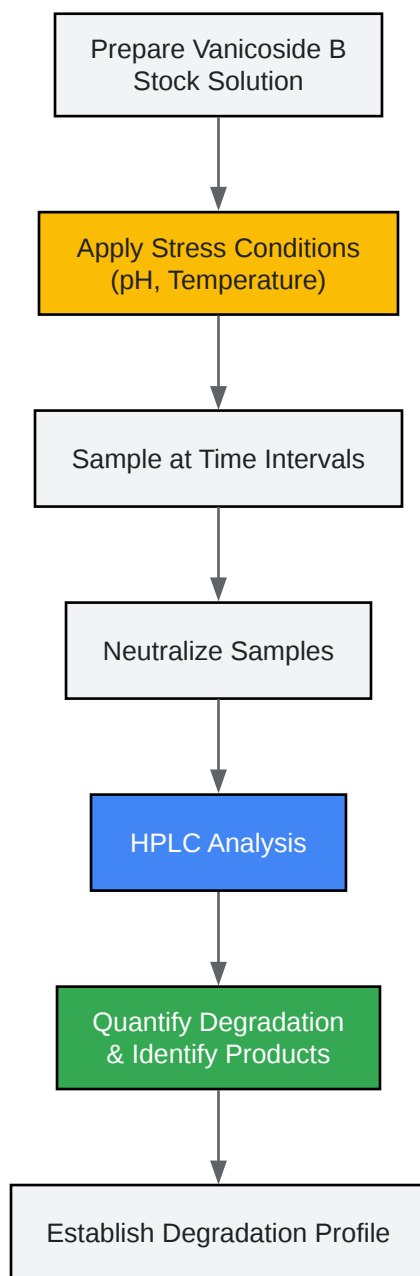 Prepare Vanicoside B
Stock Solution
Apply Stress Conditions
(pH, Temperature)
Sample at Time Intervals
Neutralize Samples
HPLC Analysis
Quantify Degradation
& Identify Products
Establish Degradation Profile